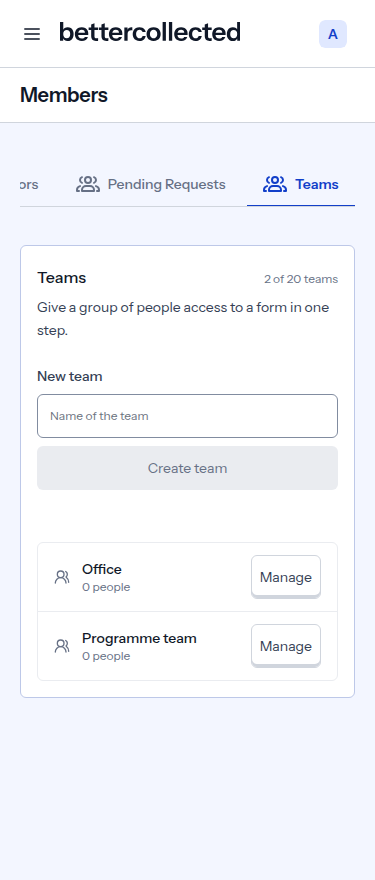 bettercollected
A
Members
ors
Pending Requests
Teams
Teams
2 of 20 teams
Give a group of people access to a form in one
step.
New team
Name of the team
Create team
Office
0 people
Manage
Programme team
0 people
Manage